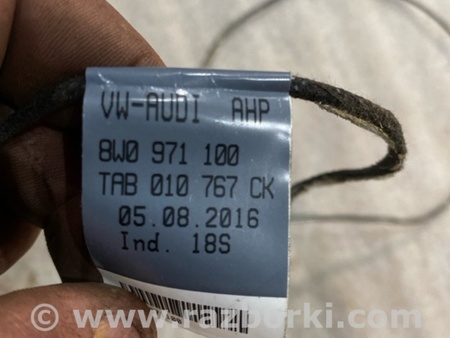 VW-AUDI AHP
8W0 971 100
TAB 010 767 CK
05.08.2016
Ind. 18S
© www.razborki.com